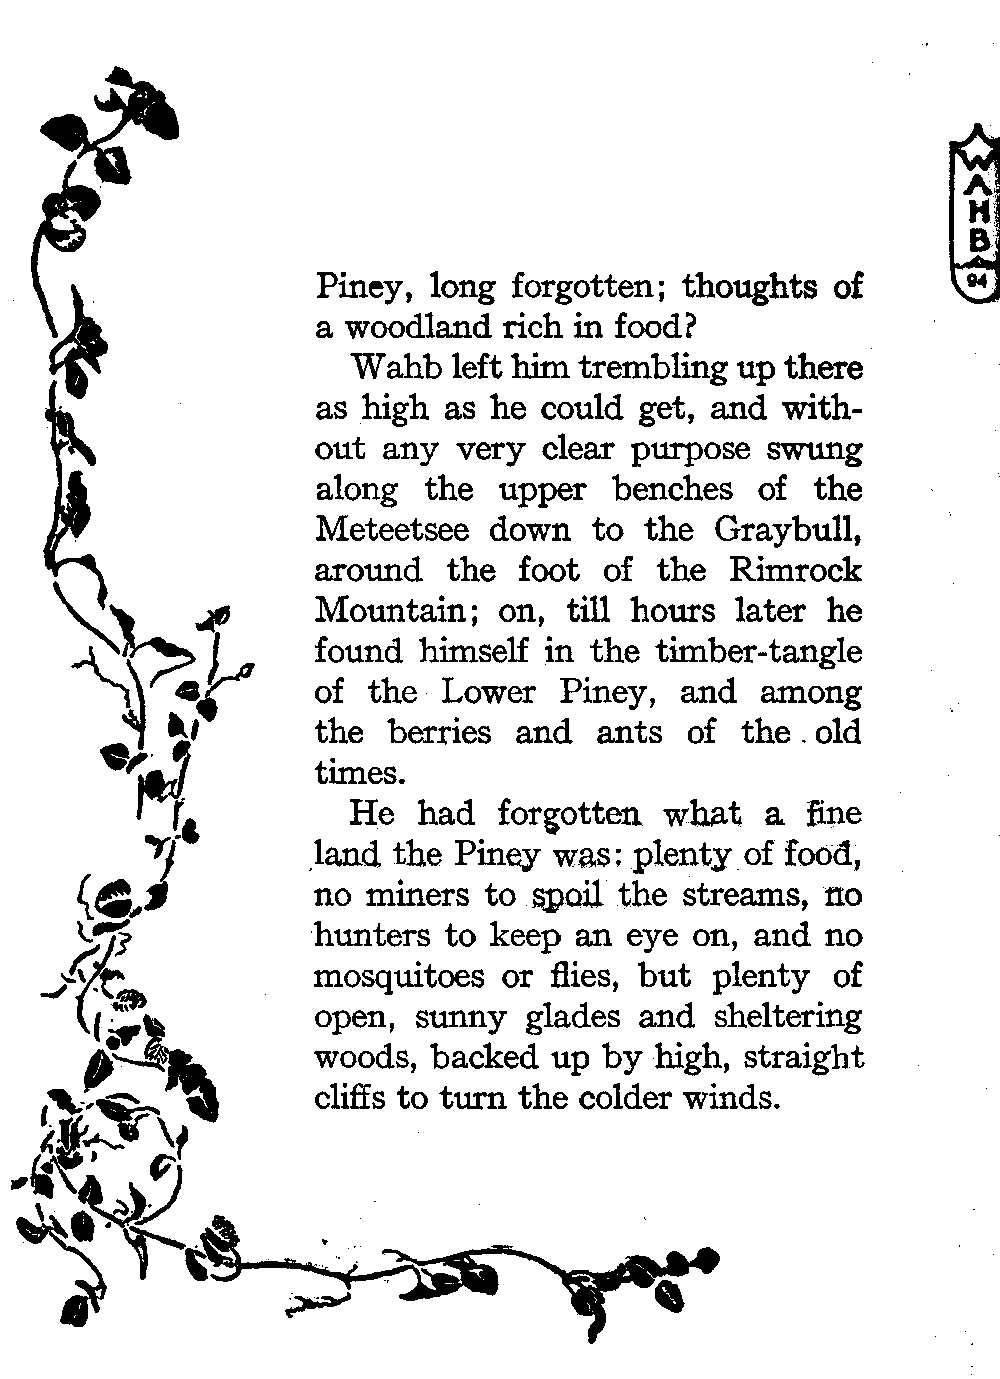 WAHB
94
Piney, long forgotten; thoughts of
a woodland rich in food?
Wahb left him trembling up there
as high as he could get, and with-
out any very clear purpose swung
along the upper benches of the
Meteetsee down to the Graybull,
around the foot of the Rimrock
Mountain; on, till hours later he
found himself in the timber-tangle
of the Lower Piney, and among
the berries and ants of the old
times.
He had forgotten what a fine
land the Piney was: plenty of food,
no miners to spoil the streams, no
hunters to keep an eye on, and no
mosquitoes or flies, but plenty of
open, sunny glades and sheltering
woods, backed up by high, straight
cliffs to turn the colder winds.